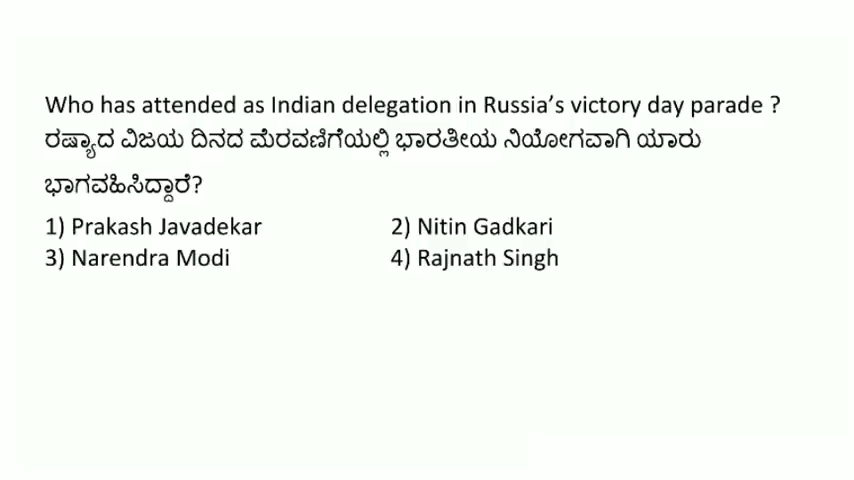 Who has attended as Indian delegation in Russia’s victory day parade ?
ರಷ್ಯಾದ ವಿಜಯ ದಿನದ ಮೆರವಣಿಗೆಯಲ್ಲಿ ಭಾರತೀಯ ನಿಯೋಗವಾಗಿ ಯಾರು
ಭಾಗವಹಿಸಿದ್ದಾರೆ?
1) Prakash Javadekar 2) Nitin Gadkari
3) Narendra Modi 4) Rajnath Singh